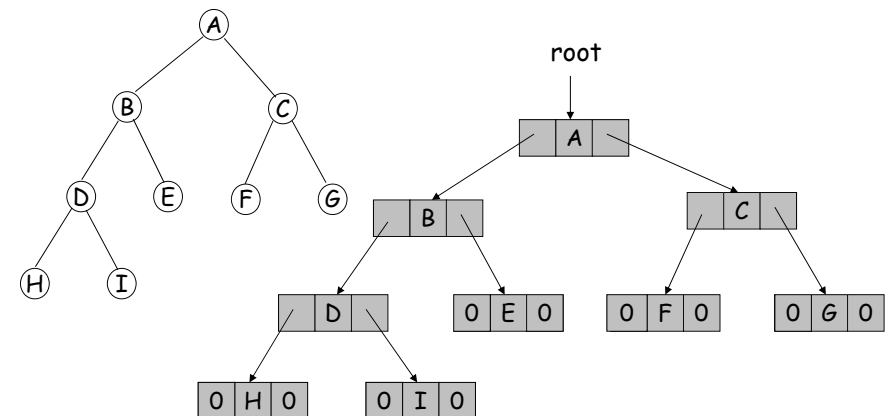 A
B C
D E F G
H I
root
A
B C
D 0 E 0 0 F 0 0 G 0
0 H 0 0 I 0